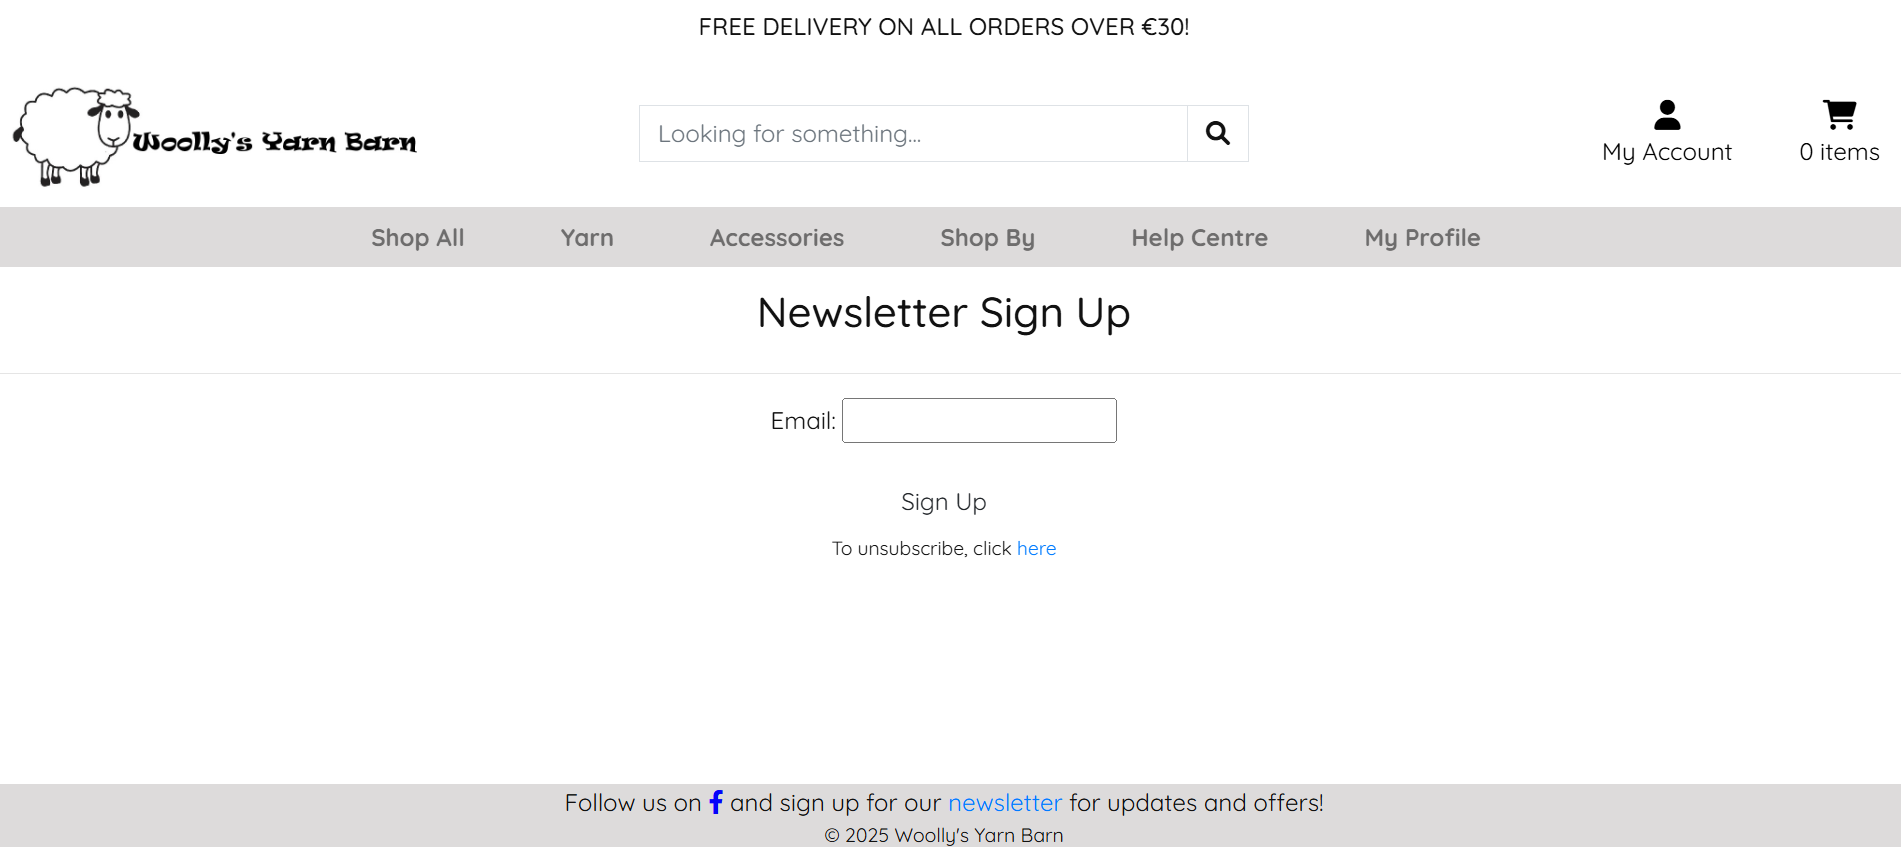 FREE DELIVERY ON ALL ORDERS OVER €30!
Woolly's Yarn Barn
Looking for something...
My Account
0 items
Shop All
Yarn
Accessories
Shop By
Help Centre
My Profile
Newsletter Sign Up
Email:
Sign Up
To unsubscribe, click here
Follow us on f and sign up for our newsletter for updates and offers!
© 2025 Woolly's Yarn Barn